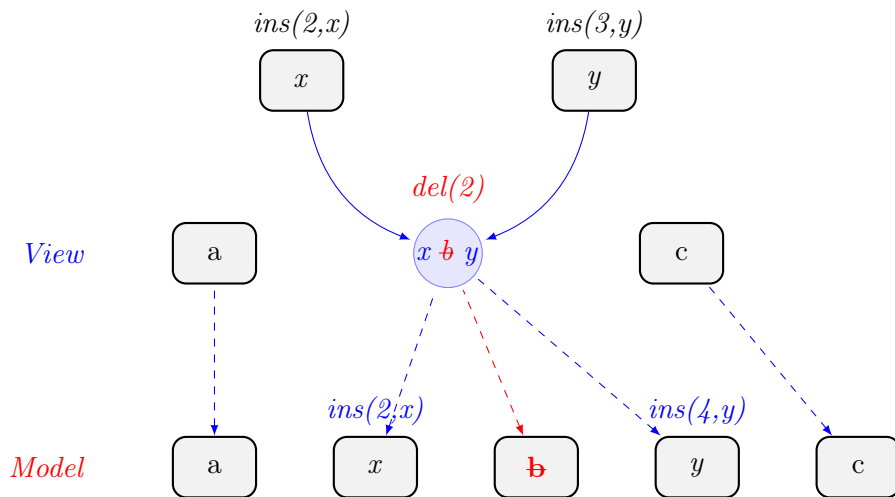 ins(2,x) ins(3,y)
x y
del(2)
View a x b y c
ins(2,x) ins(4,y)
Model a x b y c